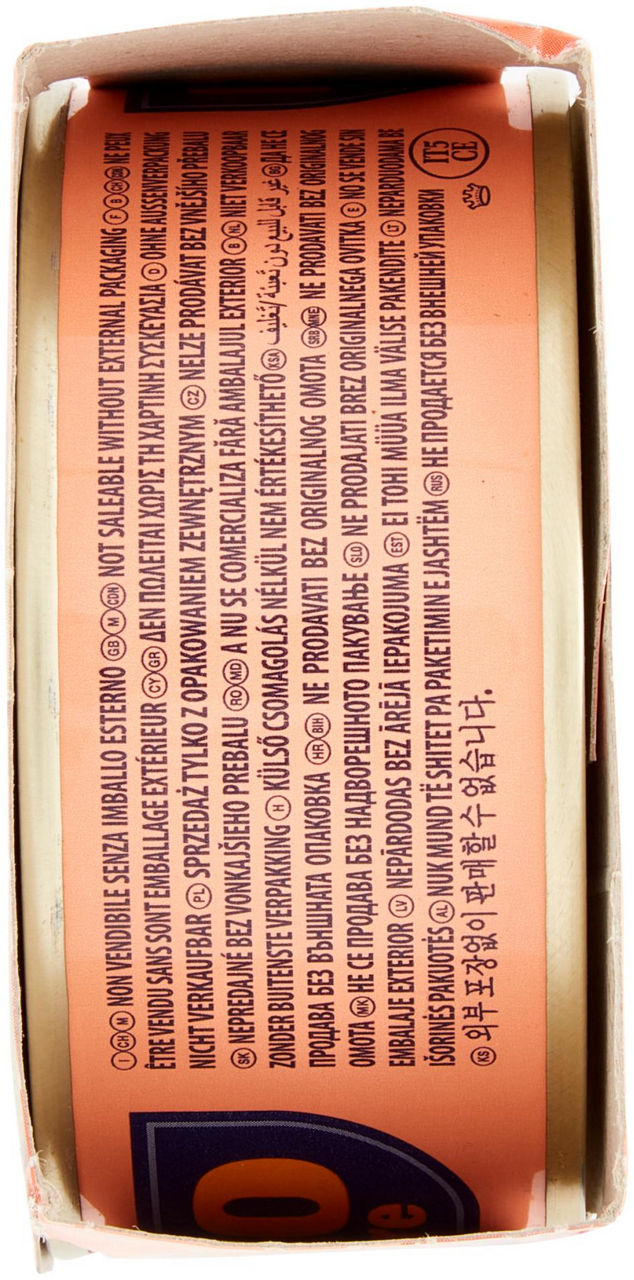 I CH M NON VENDIBILE SENZA IMBALLO ESTERNO GB M CDN NOT SALEABLE WITHOUT EXTERNAL PACKAGING F B CH CDN NE PEUX
ÊTRE VENDU SANS SONT EMBALLAGE EXTÉRIEUR CY GR ΔΕΝ ΠΩΛΕΙΤΑΙ ΧΩΡΙΣ ΤΗ ΧΑΡΤΙΝΗ ΣΥΣΚΕΥΑΣΙΑ D OHNE AUSSENVERPACKUNG
NICHT VERKAUFBAR PL SPRZEDAŻ TYLKO Z OPAKOWANIEM ZEWNĘTRZNYM CZ NELZE PRODÁVAT BEZ VNĚJŠÍHO PŘEBALU
SK NEPREDAJNÉ BEZ VONKAJŠIEHO PREBALU RO MD A NU SE COMERCIALIZA FĂRĂ AMBALAJUL EXTERIOR B NL NIET VERKOOPBAAR
ZONDER BUITENSTE VERPAKKING H KÜLSŐ CSOMAGOLÁS NÉLKÜL NEM ÉRTÉKESÍTHETŐ KSA غير قابل للبيع بدون تعبئة / تغليف BG ДА НЕ СЕ
ПРОДАВА БЕЗ ВЪНШНАТА ОПАКОВКА HR BIH NE PRODAVATI BEZ ORIGINALNOG OMOTA SRB MNE NE PRODAVATI BEZ ORIGINALNOG
OMOTA MK НЕ СЕ ПРОДАВА БЕЗ НАДВОРЕШНОТО ПАКУВАЊЕ SLO NE PRODAJATI BREZ ORIGINALNEGA OVITKA E NO SE VENDE SIN
EMBALAJE EXTERIOR LV NEPĀRDODAS BEZ ĀRĒJĀ IEPAKOJUMA EST EI TOHI MÜÜA ILMA VÄLISE PAKENDITE LT NEPARDUODAMA BE
IŠORINĖS PAKUOTĖS AL NUK MUND TË SHITET PA PAKETIMIN E JASHTËM RUS НЕ ПРОДАЕТСЯ БЕЗ ВНЕШНЕЙ УПАКОВКИ
KS 외부 포장없이 판매할 수 없습니다.
IT5
CE
O
e